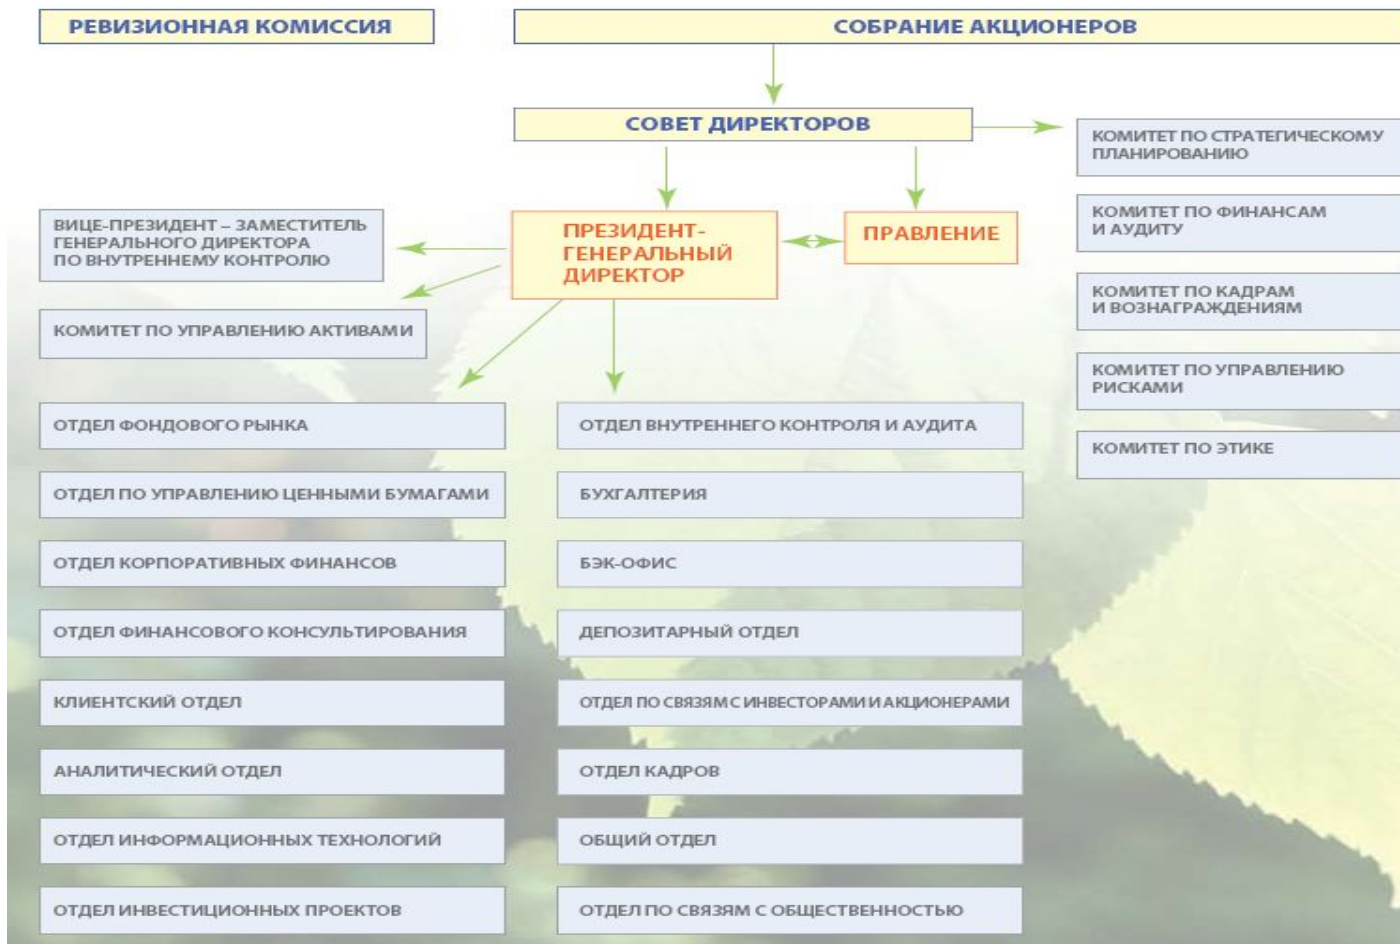 РЕВИЗИОННАЯ КОМИССИЯ
СОБРАНИЕ АКЦИОНЕРОВ
СОВЕТ ДИРЕКТОРОВ
КОМИТЕТ ПО СТРАТЕГИЧЕСКОМУ
ПЛАНИРОВАНИЮ
КОМИТЕТ ПО ФИНАНСАМ
И АУДИТУ
КОМИТЕТ ПО КАДРАМ
И ВОЗНАГРАЖДЕНИЯМ
КОМИТЕТ ПО УПРАВЛЕНИЮ
РИСКАМИ
КОМИТЕТ ПО ЭТИКЕ
ПРЕЗИДЕНТ-
ГЕНЕРАЛЬНЫЙ
ДИРЕКТОР
ПРАВЛЕНИЕ
ВИЦЕ-ПРЕЗИДЕНТ – ЗАМЕСТИТЕЛЬ
ГЕНЕРАЛЬНОГО ДИРЕКТОРА
ПО ВНУТРЕННЕМУ КОНТРОЛЮ
КОМИТЕТ ПО УПРАВЛЕНИЮ АКТИВАМИ
ОТДЕЛ ФОНДОВОГО РЫНКА
ОТДЕЛ ПО УПРАВЛЕНИЮ ЦЕННЫМИ БУМАГАМИ
ОТДЕЛ КОРПОРАТИВНЫХ ФИНАНСОВ
ОТДЕЛ ФИНАНСОВОГО КОНСУЛЬТИРОВАНИЯ
КЛИЕНТСКИЙ ОТДЕЛ
АНАЛИТИЧЕСКИЙ ОТДЕЛ
ОТДЕЛ ИНФОРМАЦИОННЫХ ТЕХНОЛОГИЙ
ОТДЕЛ ИНВЕСТИЦИОННЫХ ПРОЕКТОВ
ОТДЕЛ ВНУТРЕННЕГО КОНТРОЛЯ И АУДИТА
БУХГАЛТЕРИЯ
БЭК-ОФИС
ДЕПОЗИТАРНЫЙ ОТДЕЛ
ОТДЕЛ ПО СВЯЗЯМ С ИНВЕСТОРАМИ И АКЦИОНЕРАМИ
ОТДЕЛ КАДРОВ
ОБЩИЙ ОТДЕЛ
ОТДЕЛ ПО СВЯЗЯМ С ОБЩЕСТВЕННОСТЬЮ